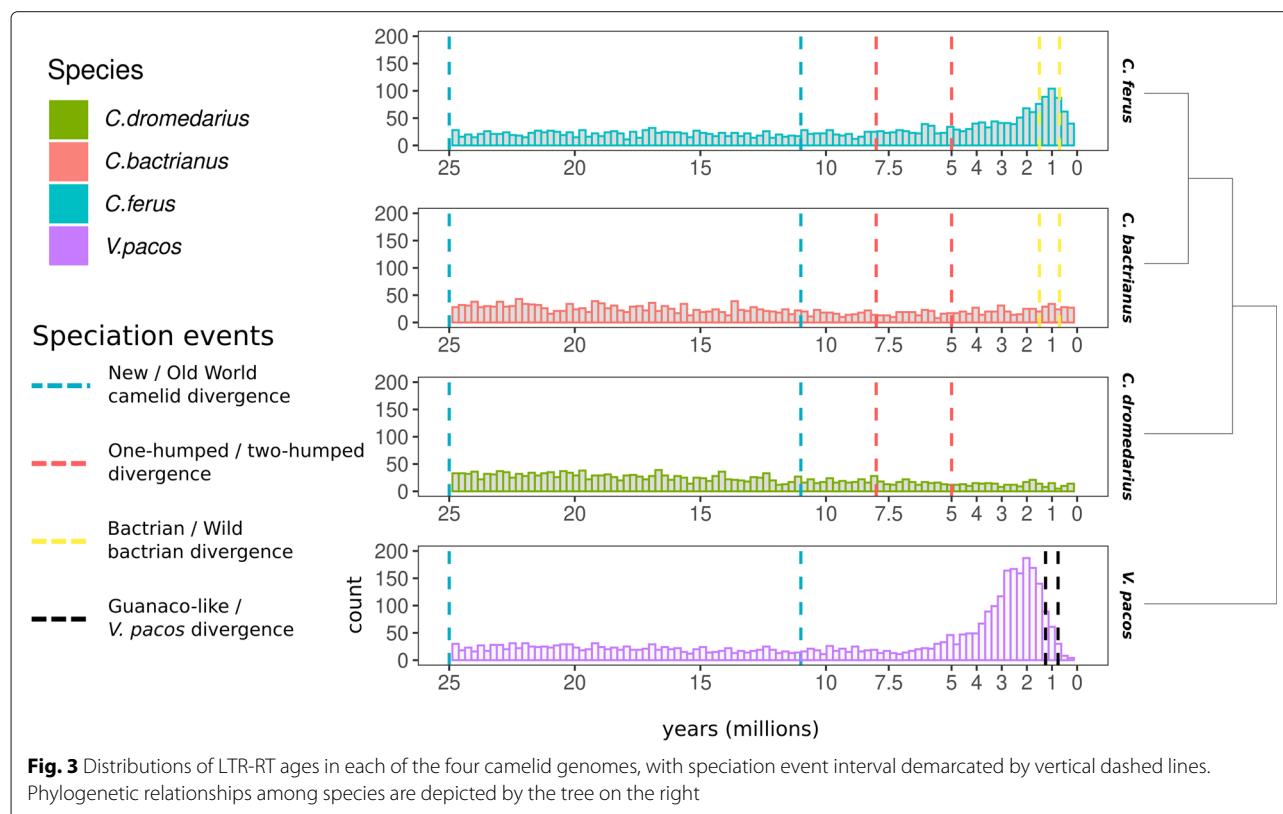 Species
C.dromedarius
C.bactrianus
C.ferus
V.pacos
Speciation events
New / Old World
camelid divergence
One-humped / two-humped
divergence
Bactrian / Wild
bactrian divergence
Guanaco-like /
V. pacos divergence
200
150
100
50
0
25 20 15 10 7.5 5 4 3 2 1 0
C. ferus
200
150
100
50
0
25 20 15 10 7.5 5 4 3 2 1 0
C. bactrianus
200
150
100
50
0
25 20 15 10 7.5 5 4 3 2 1 0
C. dromedarius
count
200
150
100
50
0
25 20 15 10 7.5 5 4 3 2 1 0
V. pacos
years (millions)
Fig. 3 Distributions of LTR-RT ages in each of the four camelid genomes, with speciation event interval demarcated by vertical dashed lines.
Phylogenetic relationships among species are depicted by the tree on the right